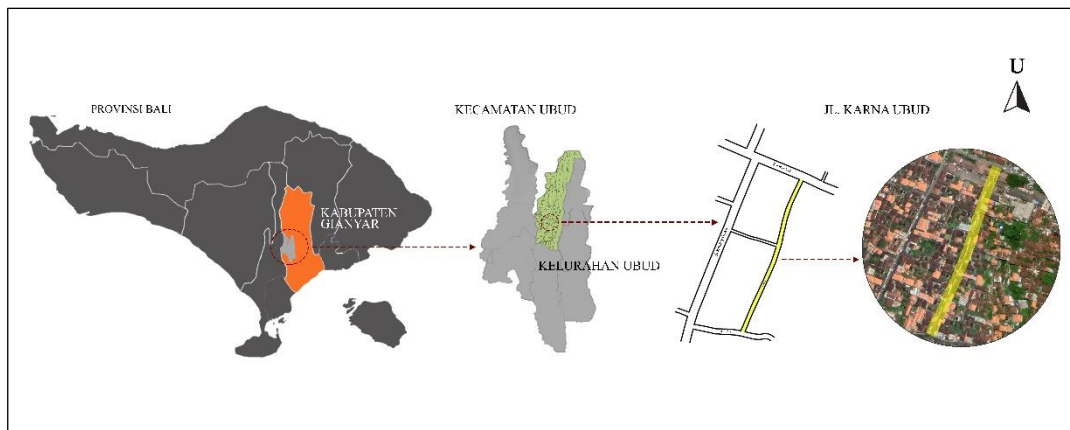 PROVINSI BALI
KECAMATAN UBUD
JL. KARNA UBUD
U
KABUPATEN
GIANYAR
KELURAHAN UBUD